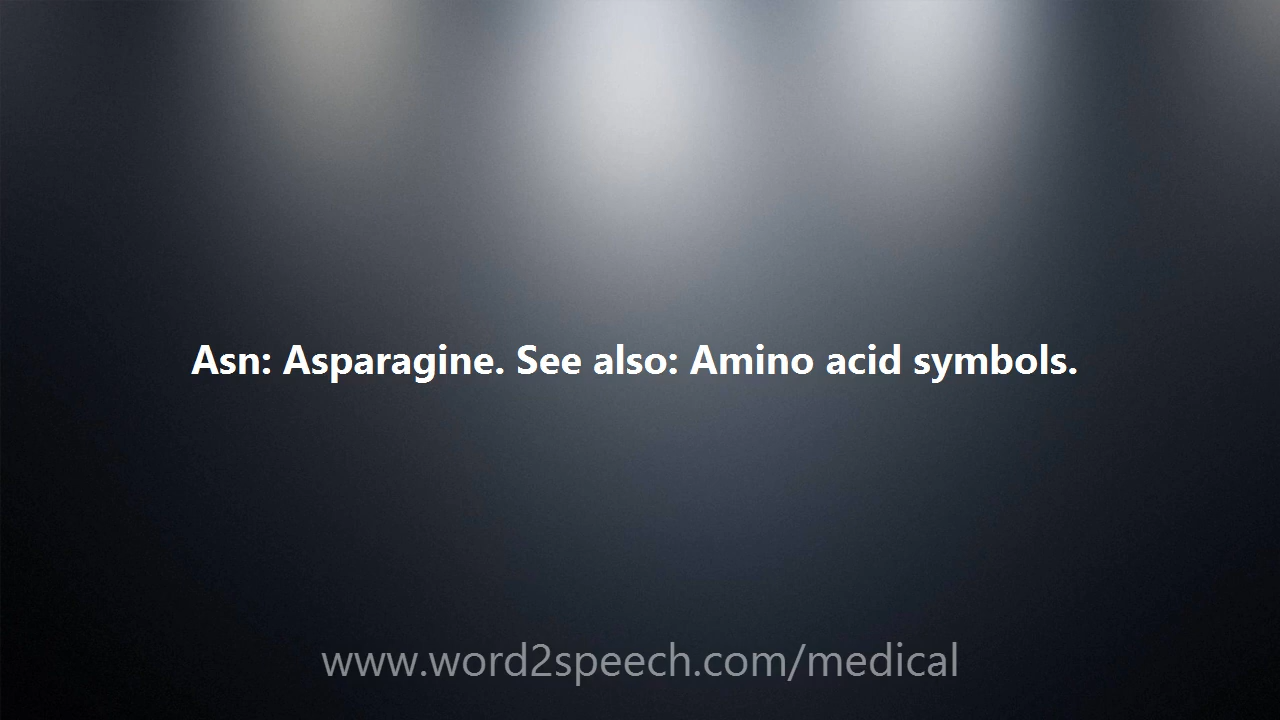 Asn: Asparagine. See also: Amino acid symbols.
www.word2speech.com/medical